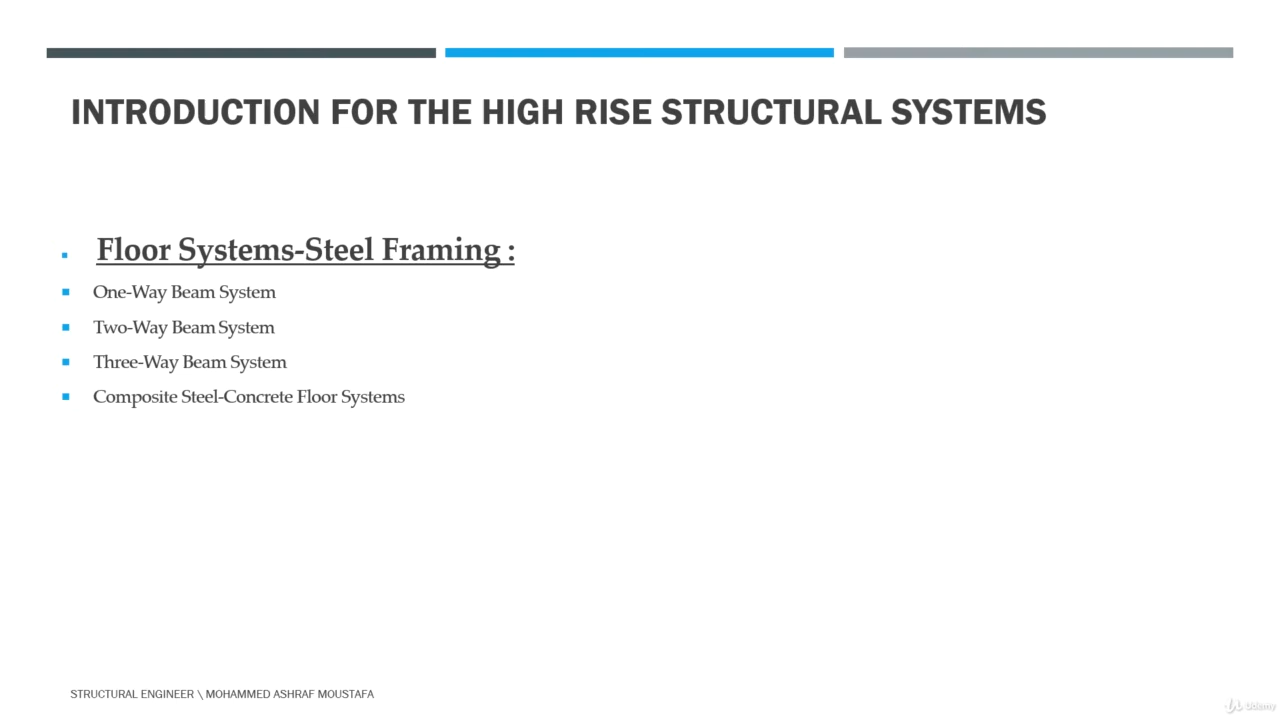 INTRODUCTION FOR THE HIGH RISE STRUCTURAL SYSTEMS
Floor Systems-Steel Framing :
One-Way Beam System
Two-Way Beam System
Three-Way Beam System
Composite Steel-Concrete Floor Systems
STRUCTURAL ENGINEER \ MOHAMMED ASHRAF MOUSTAFA
Udemy